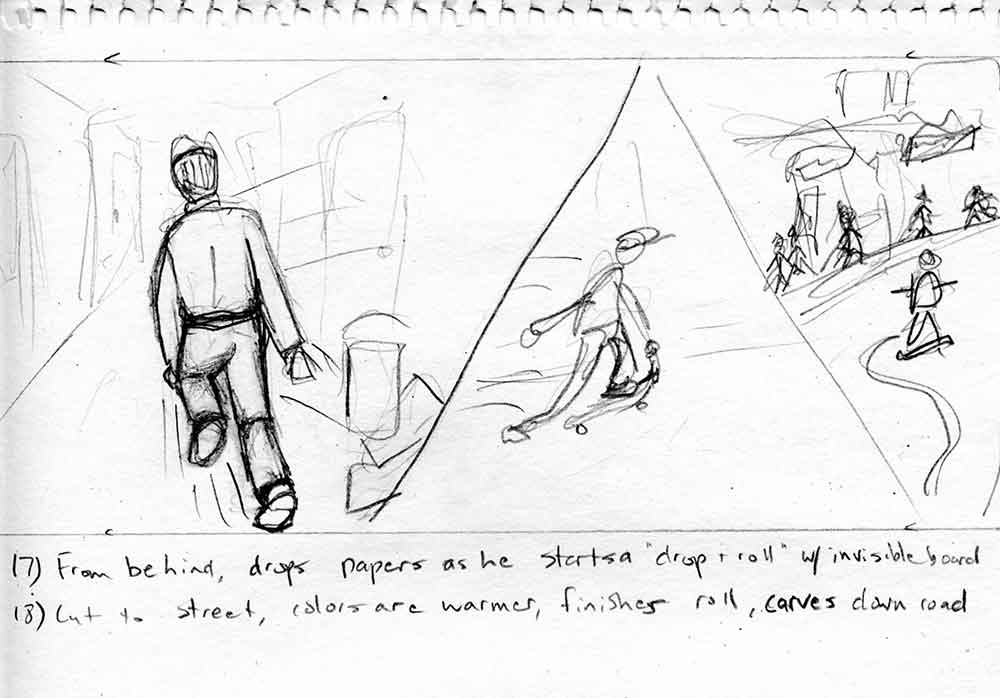 17) From behind, drops papers as he starts a "drop + roll" w/ invisible board
18) Cut to street, colors are warmer, finishes roll, carves down road